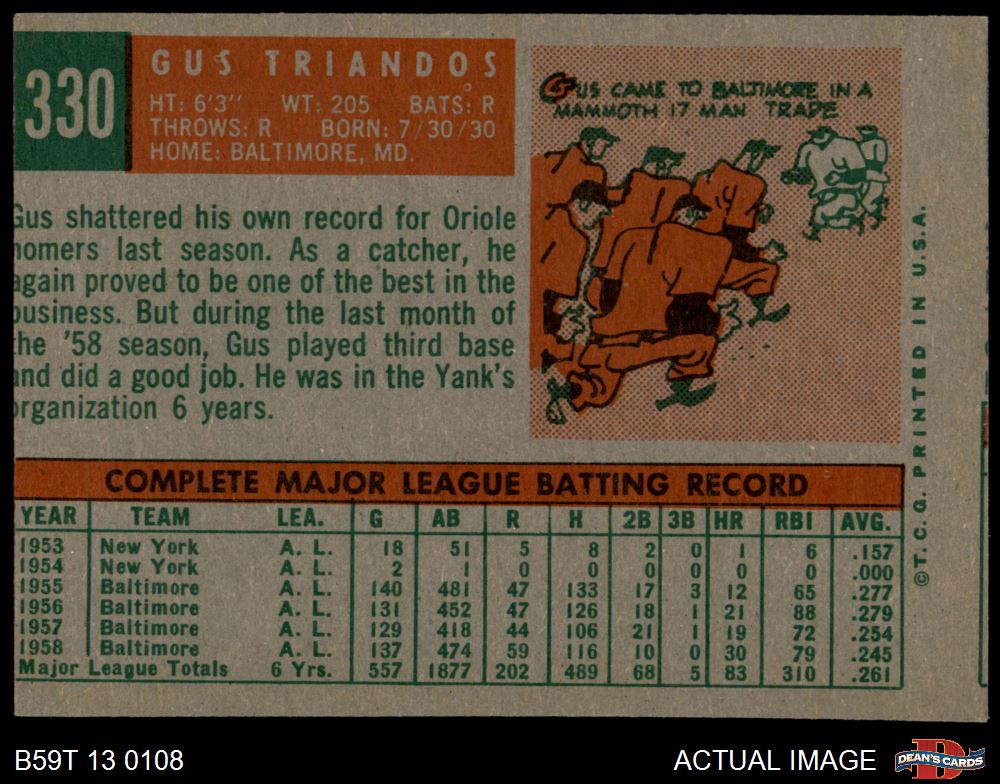 330
GUS TRIANDOS
HT: 6'3" WT: 205 BATS: R
THROWS: R BORN: 7/30/30
HOME: BALTIMORE, MD.
GUS CAME TO BALTIMORE IN A
MAMMOTH 17 MAN TRADE
Gus shattered his own record for Oriole
homers last season. As a catcher, he
again proved to be one of the best in the
business. But during the last month of
the '58 season, Gus played third base
and did a good job. He was in the Yank's
organization 6 years.
© T. C. G. PRINTED IN U.S.A.
COMPLETE MAJOR LEAGUE BATTING RECORD
YEAR TEAM LEA. G AB R H 2B 3B HR RBI AVG.
1953 New York A. L. 18 51 5 8 2 0 1 6 .157
1954 New York A. L. 2 1 0 0 0 0 0 0 .000
1955 Baltimore A. L. 140 481 47 133 17 3 12 65 .277
1956 Baltimore A. L. 131 452 47 126 18 1 21 88 .279
1957 Baltimore A. L. 129 418 44 106 21 1 19 72 .254
1958 Baltimore A. L. 137 474 59 116 10 0 30 79 .245
Major League Totals 6 Yrs. 557 1877 202 489 68 5 83 310 .261
B59T 13 0108
ACTUAL IMAGE
DEAN'S CARDS